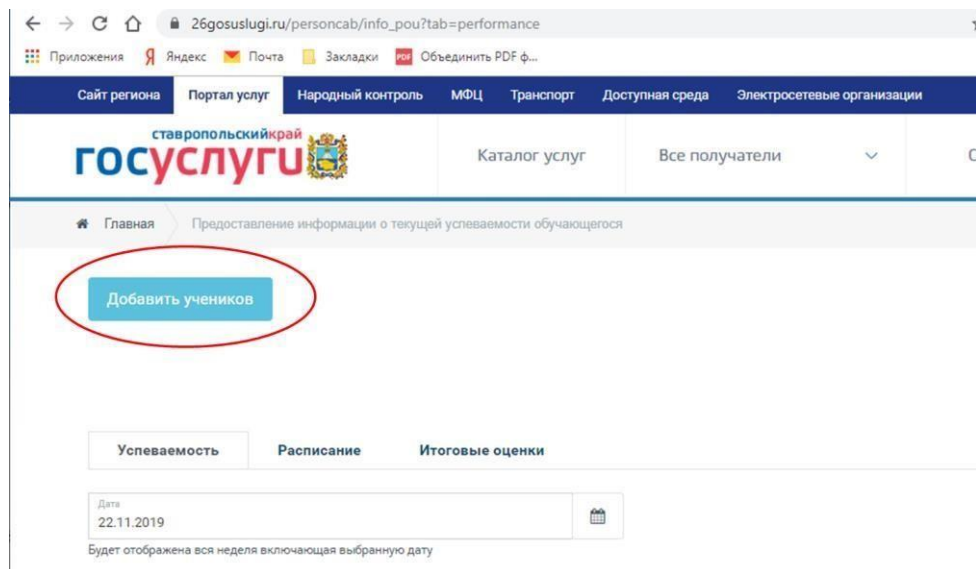 26gosuslugi.ru/personcab/info_pou?tab=performance
Приложения Я Яндекс Почта Закладки PDF Объединить PDF ф...
Сайт региона Портал услуг Народный контроль МФЦ Транспорт Доступная среда Электросетевые организации
ставропольскийкрай
госуслуги Каталог услуг Все получатели
Главная Предоставление информации о текущей успеваемости обучающегося
Добавить учеников
Успеваемость Расписание Итоговые оценки
Дата
22.11.2019
Будет отображена вся неделя включающая выбранную дату